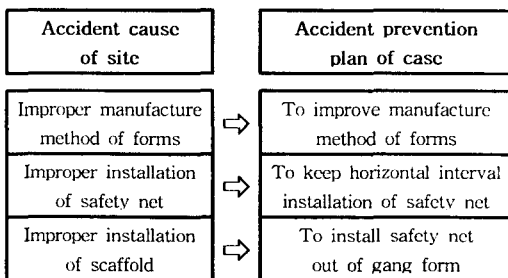 Accident cause
of site
Accident prevention
plan of case
Improper manufacture
method of forms
⇨
To improve manufacture
method of forms
Improper installation
of safety net
⇨
To keep horizontal interval
installation of safety net
Improper installation
of scaffold
⇨
To install safety net
out of gang form